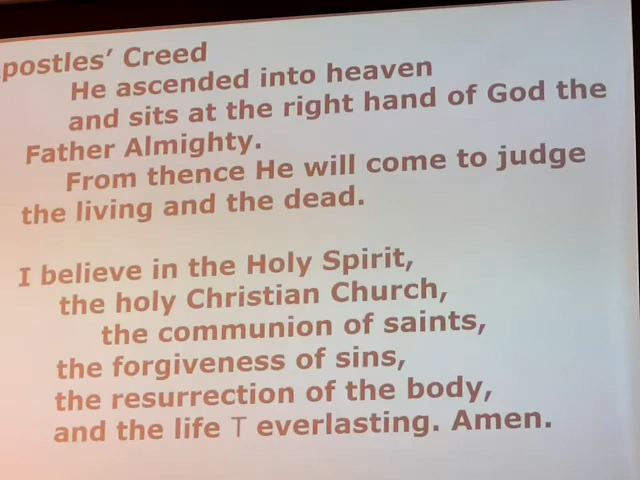 postles' Creed
He ascended into heaven
and sits at the right hand of God the
Father Almighty.
From thence He will come to judge
the living and the dead.
I believe in the Holy Spirit,
the holy Christian Church,
the communion of saints,
the forgiveness of sins,
the resurrection of the body,
and the life T everlasting. Amen.